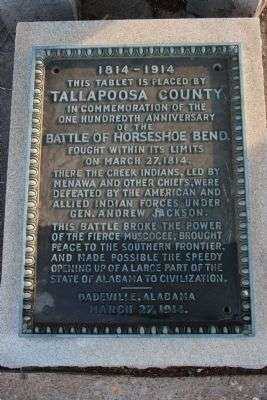 1814-1914
THIS TABLET IS PLACED BY
TALLAPOOSA COUNTY
IN COMMEMORATION OF THE
ONE HUNDREDTH ANNIVERSARY
OF THE
BATTLE OF HORSESHOE BEND.
FOUGHT WITHIN ITS LIMITS
ON MARCH 27, 1814.
THERE THE CREEK INDIANS, LED BY
MENAWA AND OTHER CHIEFS, WERE
DEFEATED BY THE AMERICAN AND
ALLIED INDIAN FORCES UNDER
GEN. ANDREW JACKSON.
THIS BATTLE BROKE THE POWER
OF THE FIERCE MUSCOGEE, BROUGHT
PEACE TO THE SOUTHERN FRONTIER,
AND MADE POSSIBLE THE SPEEDY
OPENING UP OF A LARGE PART OF THE
STATE OF ALABAMA TO CIVILIZATION.
DADEVILLE, ALABAMA
MARCH 27, 1914.